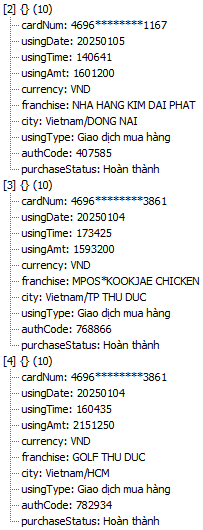 [2] {} (10)
cardNum: 4696********1167
usingDate: 20250105
usingTime: 140641
usingAmt: 1601200
currency: VND
franchise: NHA HANG KIM DAI PHAT
city: Vietnam/DONG NAI
usingType: Giao dịch mua hàng
authCode: 407585
purchaseStatus: Hoàn thành
[3] {} (10)
cardNum: 4696********3861
usingDate: 20250104
usingTime: 173425
usingAmt: 1593200
currency: VND
franchise: MPOS*KOOKJAE CHICKEN
city: Vietnam/TP THU DUC
usingType: Giao dịch mua hàng
authCode: 768866
purchaseStatus: Hoàn thành
[4] {} (10)
cardNum: 4696********3861
usingDate: 20250104
usingTime: 160435
usingAmt: 2151250
currency: VND
franchise: GOLF THU DUC
city: Vietnam/HCM
usingType: Giao dịch mua hàng
authCode: 782934
purchaseStatus: Hoàn thành